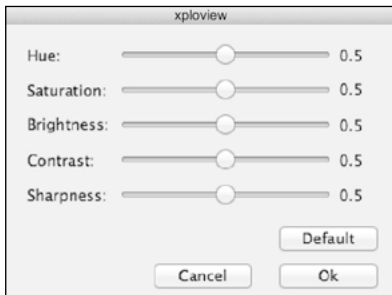 xploview
Hue: 0.5
Saturation: 0.5
Brightness: 0.5
Contrast: 0.5
Sharpness: 0.5
Default
Cancel Ok